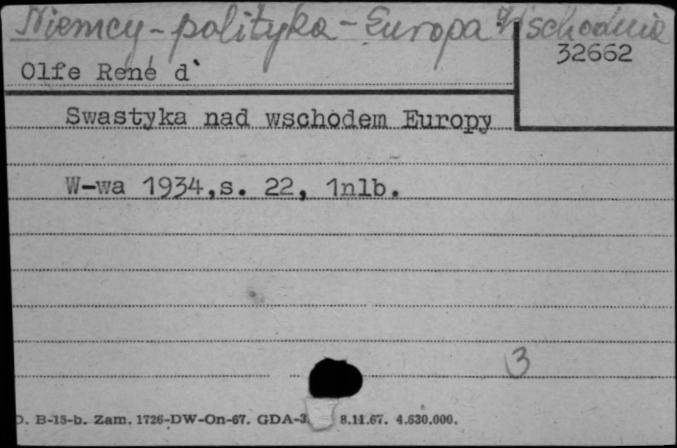 Niemcy - polityka - Europa Wschodnia
32662
Olfe René d`
Swastyka nad wschodem Europy
W-wa 1934,s. 22, 1nlb.
3
D. B-15-b. Zam. 1726-DW-On-67. GDA-3 8.11.67. 4.630.000.